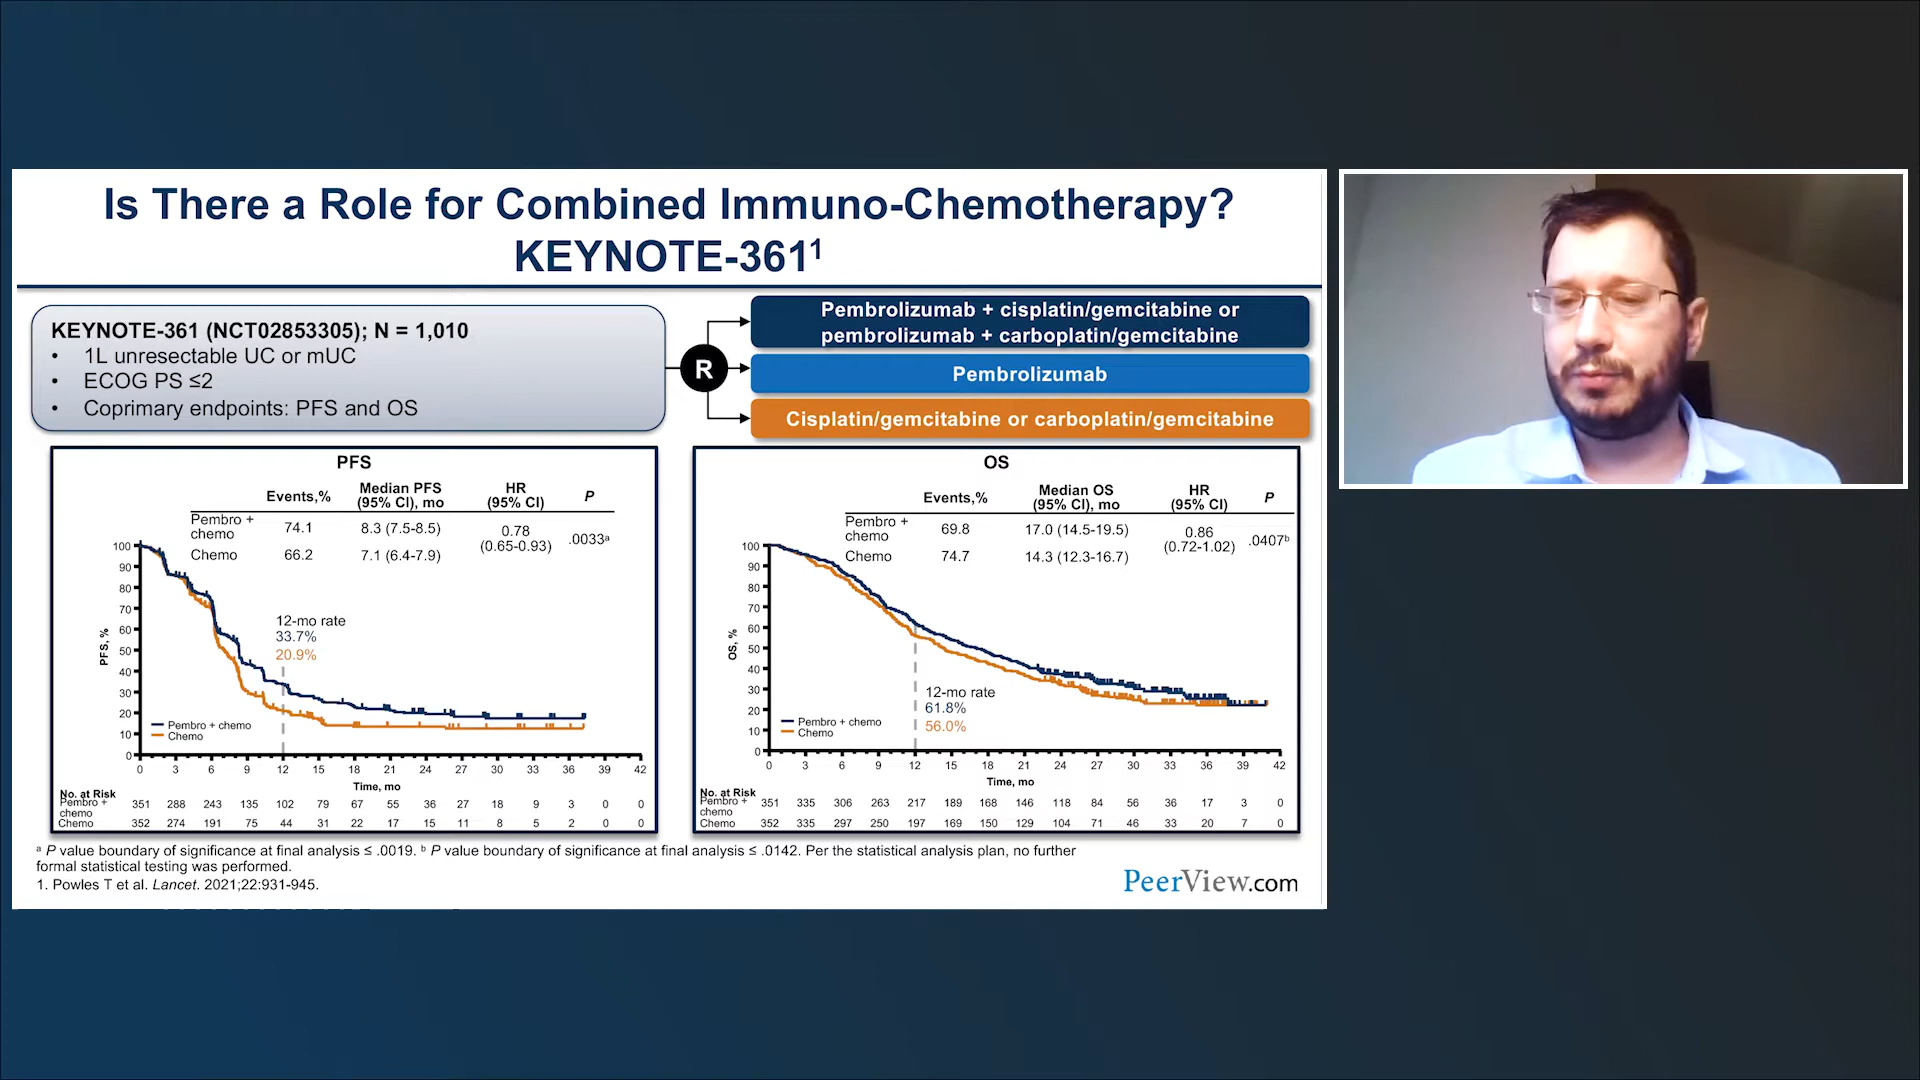 Is There a Role for Combined Immuno-Chemotherapy?
KEYNOTE-361¹
KEYNOTE-361 (NCT02853305); N = 1,010
• 1L unresectable UC or mUC
• ECOG PS ≤2
• Coprimary endpoints: PFS and OS
R
Pembrolizumab + cisplatin/gemcitabine or
pembrolizumab + carboplatin/gemcitabine
Pembrolizumab
Cisplatin/gemcitabine or carboplatin/gemcitabine
PFS
Events,% Median PFS (95% CI), mo HR (95% CI) P
Pembro + chemo 74.1 8.3 (7.5-8.5) 0.78 (0.65-0.93) .0033ᵃ
Chemo 66.2 7.1 (6.4-7.9)
PFS, %
100
90
80
70
60
50
40
30
20
10
0
12-mo rate
33.7%
20.9%
Pembro + chemo
Chemo
0 3 6 9 12 15 18 21 24 27 30 33 36 39 42
Time, mo
No. at Risk
Pembro + chemo 351 288 243 135 102 79 67 55 36 27 18 9 3 0 0
Chemo 352 274 191 75 44 31 22 17 15 11 8 5 2 0 0
OS
Events,% Median OS (95% CI), mo HR (95% CI) P
Pembro + chemo 69.8 17.0 (14.5-19.5) 0.86 (0.72-1.02) .0407ᵇ
Chemo 74.7 14.3 (12.3-16.7)
OS, %
100
90
80
70
60
50
40
30
20
10
0
12-mo rate
61.8%
56.0%
Pembro + chemo
Chemo
0 3 6 9 12 15 18 21 24 27 30 33 36 39 42
Time, mo
No. at Risk
Pembro + chemo 351 335 306 263 217 189 168 146 118 84 56 36 17 3 0
Chemo 352 335 297 250 197 169 150 129 104 71 46 33 20 7 0
ᵃ P value boundary of significance at final analysis ≤ .0019. ᵇ P value boundary of significance at final analysis ≤ .0142. Per the statistical analysis plan, no further
formal statistical testing was performed.
1. Powles T et al. Lancet. 2021;22:931-945.
PeerView.com